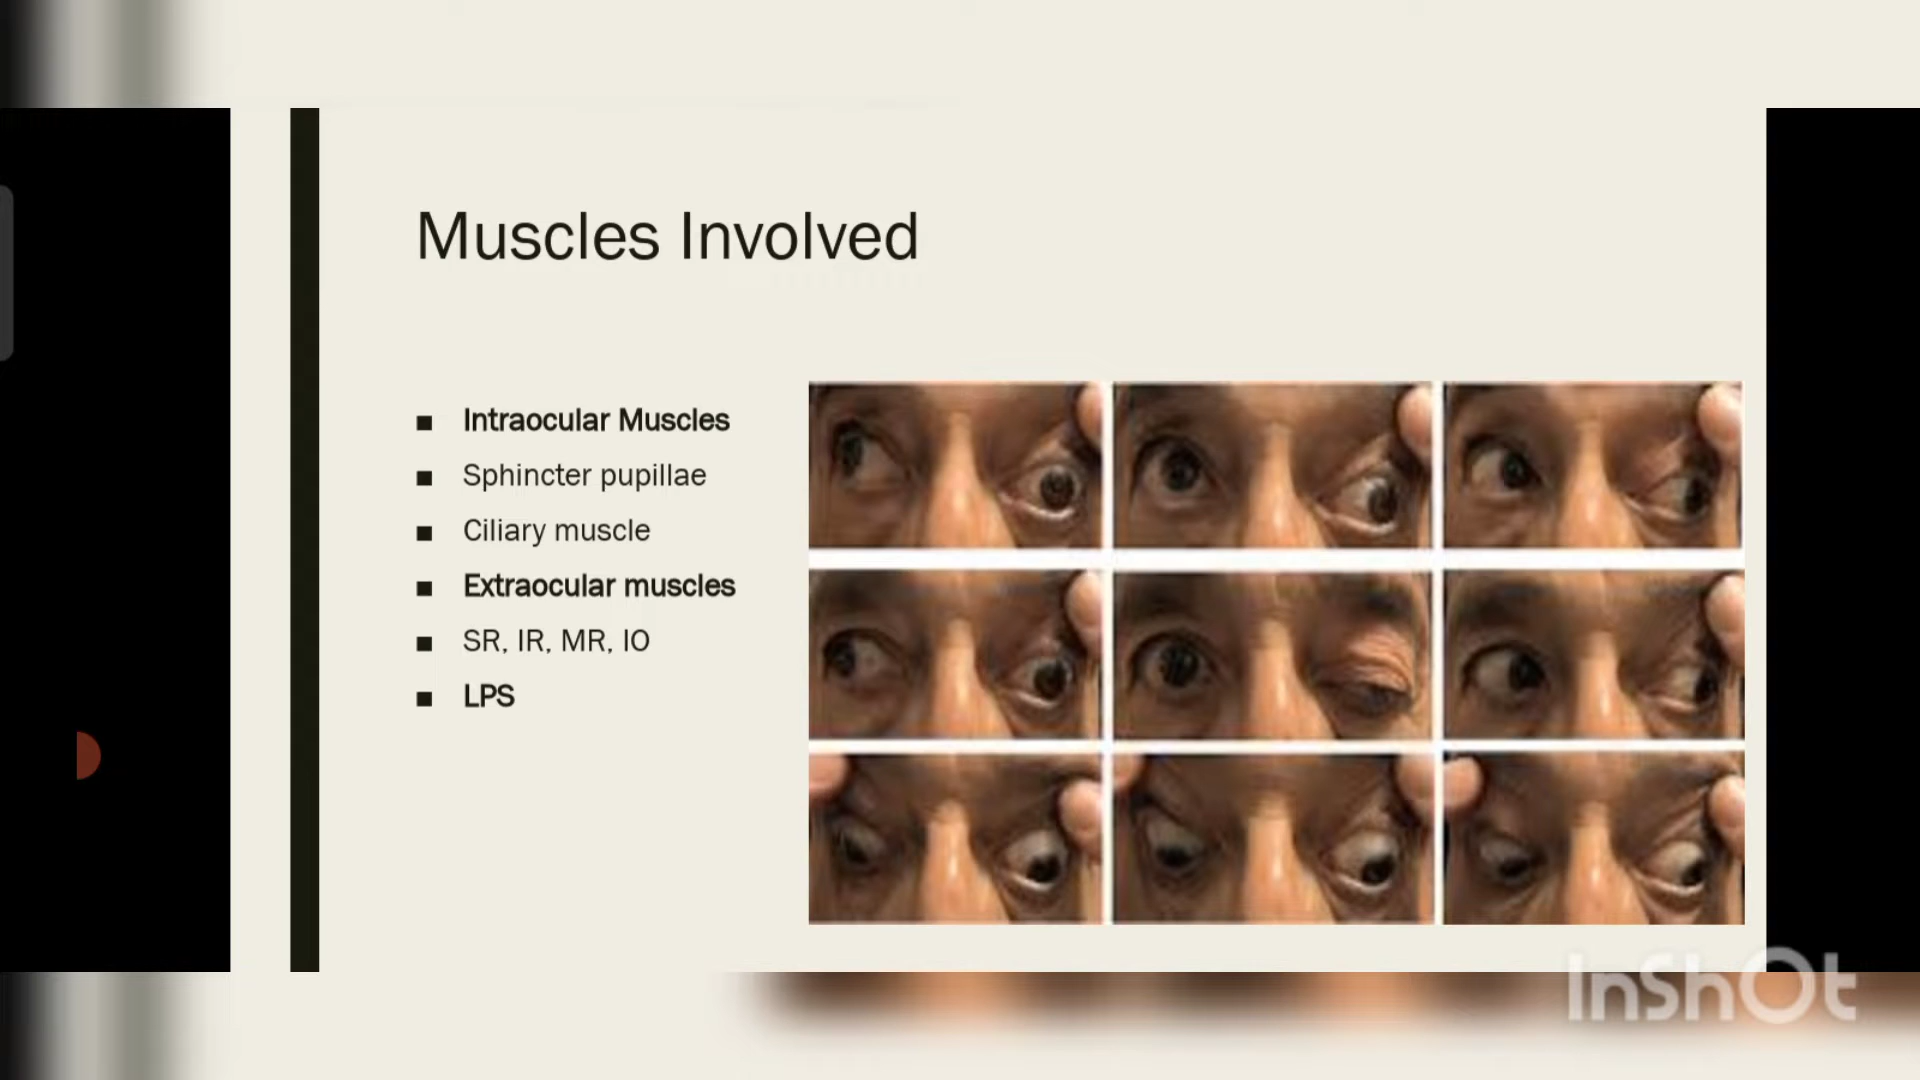 Muscles Involved
Intraocular Muscles
Sphincter pupillae
Ciliary muscle
Extraocular muscles
SR, IR, MR, IO
LPS
InShOt